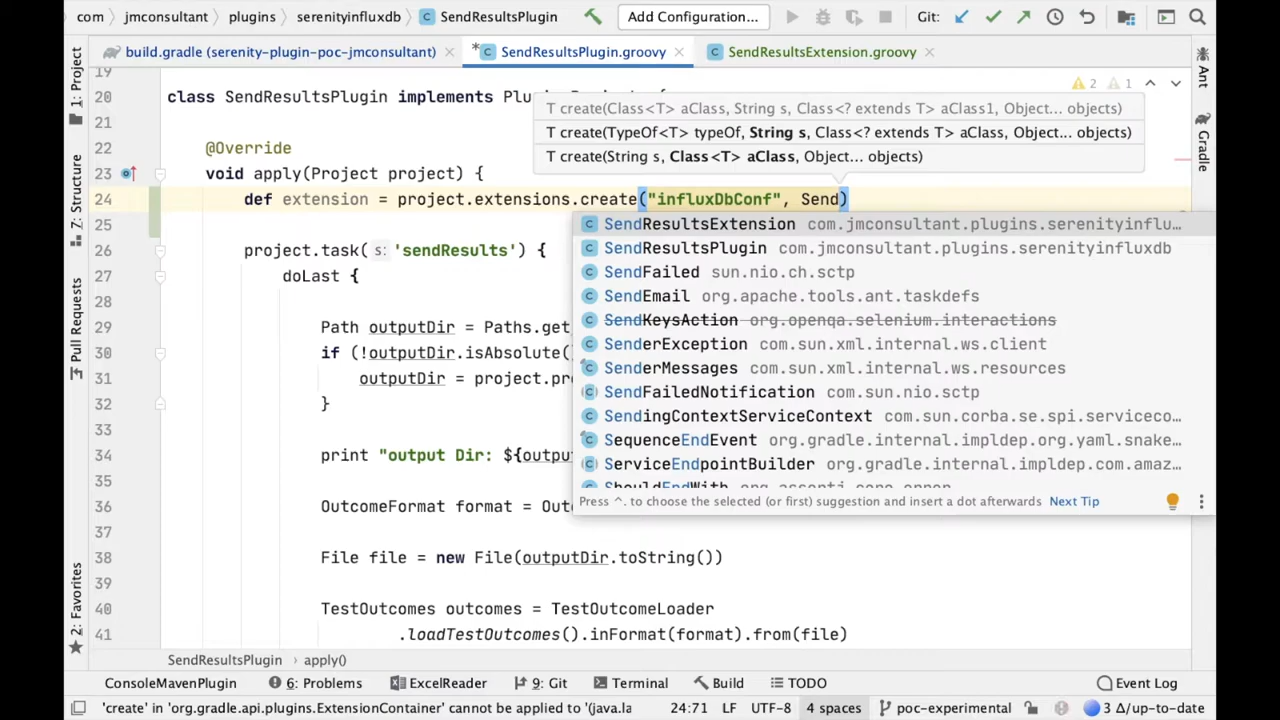 com jmconsultant plugins serenityinfluxdb SendResultsPlugin Add Configuration... Git:
build.gradle (serenity-plugin-poc-jmconsultant) SendResultsPlugin.groovy SendResultsExtension.groovy
1: Project
7: Structure
Pull Requests
2: Favorites
Ant
Gradle
2 1
19
20 class SendResultsPlugin implements Plu
T create(Class<T> aClass, String s, Class<? extends T> aClass1, Object... objects)
T create(TypeOf<T> typeOf, String s, Class<? extends T> aClass, Object... objects)
T create(String s, Class<T> aClass, Object... objects)
21
22 @Override
23 void apply(Project project) {
24 def extension = project.extensions.create("influxDbConf", Send)
25
26 project.task( s: 'sendResults') {
27 doLast {
28
29 Path outputDir = Paths.get
30 if (!outputDir.isAbsolute(
31 outputDir = project.pr
32 }
33
34 print "output Dir: ${outpu
35
36 OutcomeFormat format = Out
37
38 File file = new File(outputDir.toString())
39
40 TestOutcomes outcomes = TestOutcomeLoader
41 .loadTestOutcomes().inFormat(format).from(file)
SendResultsExtension com.jmconsultant.plugins.serenityinflu...
SendResultsPlugin com.jmconsultant.plugins.serenityinfluxdb
SendFailed sun.nio.ch.sctp
SendEmail org.apache.tools.ant.taskdefs
SendKeysAction org.openqa.selenium.interactions
SenderException com.sun.xml.internal.ws.client
SenderMessages com.sun.xml.internal.ws.resources
SendFailedNotification com.sun.nio.sctp
SendingContextServiceContext com.sun.corba.se.spi.serviceco...
SequenceEndEvent org.gradle.internal.impldep.org.yaml.snake...
ServiceEndpointBuilder org.gradle.internal.impldep.com.amaz...
Press ^. to choose the selected (or first) suggestion and insert a dot afterwards Next Tip
SendResultsPlugin apply()
ConsoleMavenPlugin 6: Problems ExcelReader 9: Git Terminal Build TODO Event Log
'create' in 'org.gradle.api.plugins.ExtensionContainer' cannot be applied to '(java.la 24:71 LF UTF-8 4 spaces poc-experimental 3 Δ/up-to-date